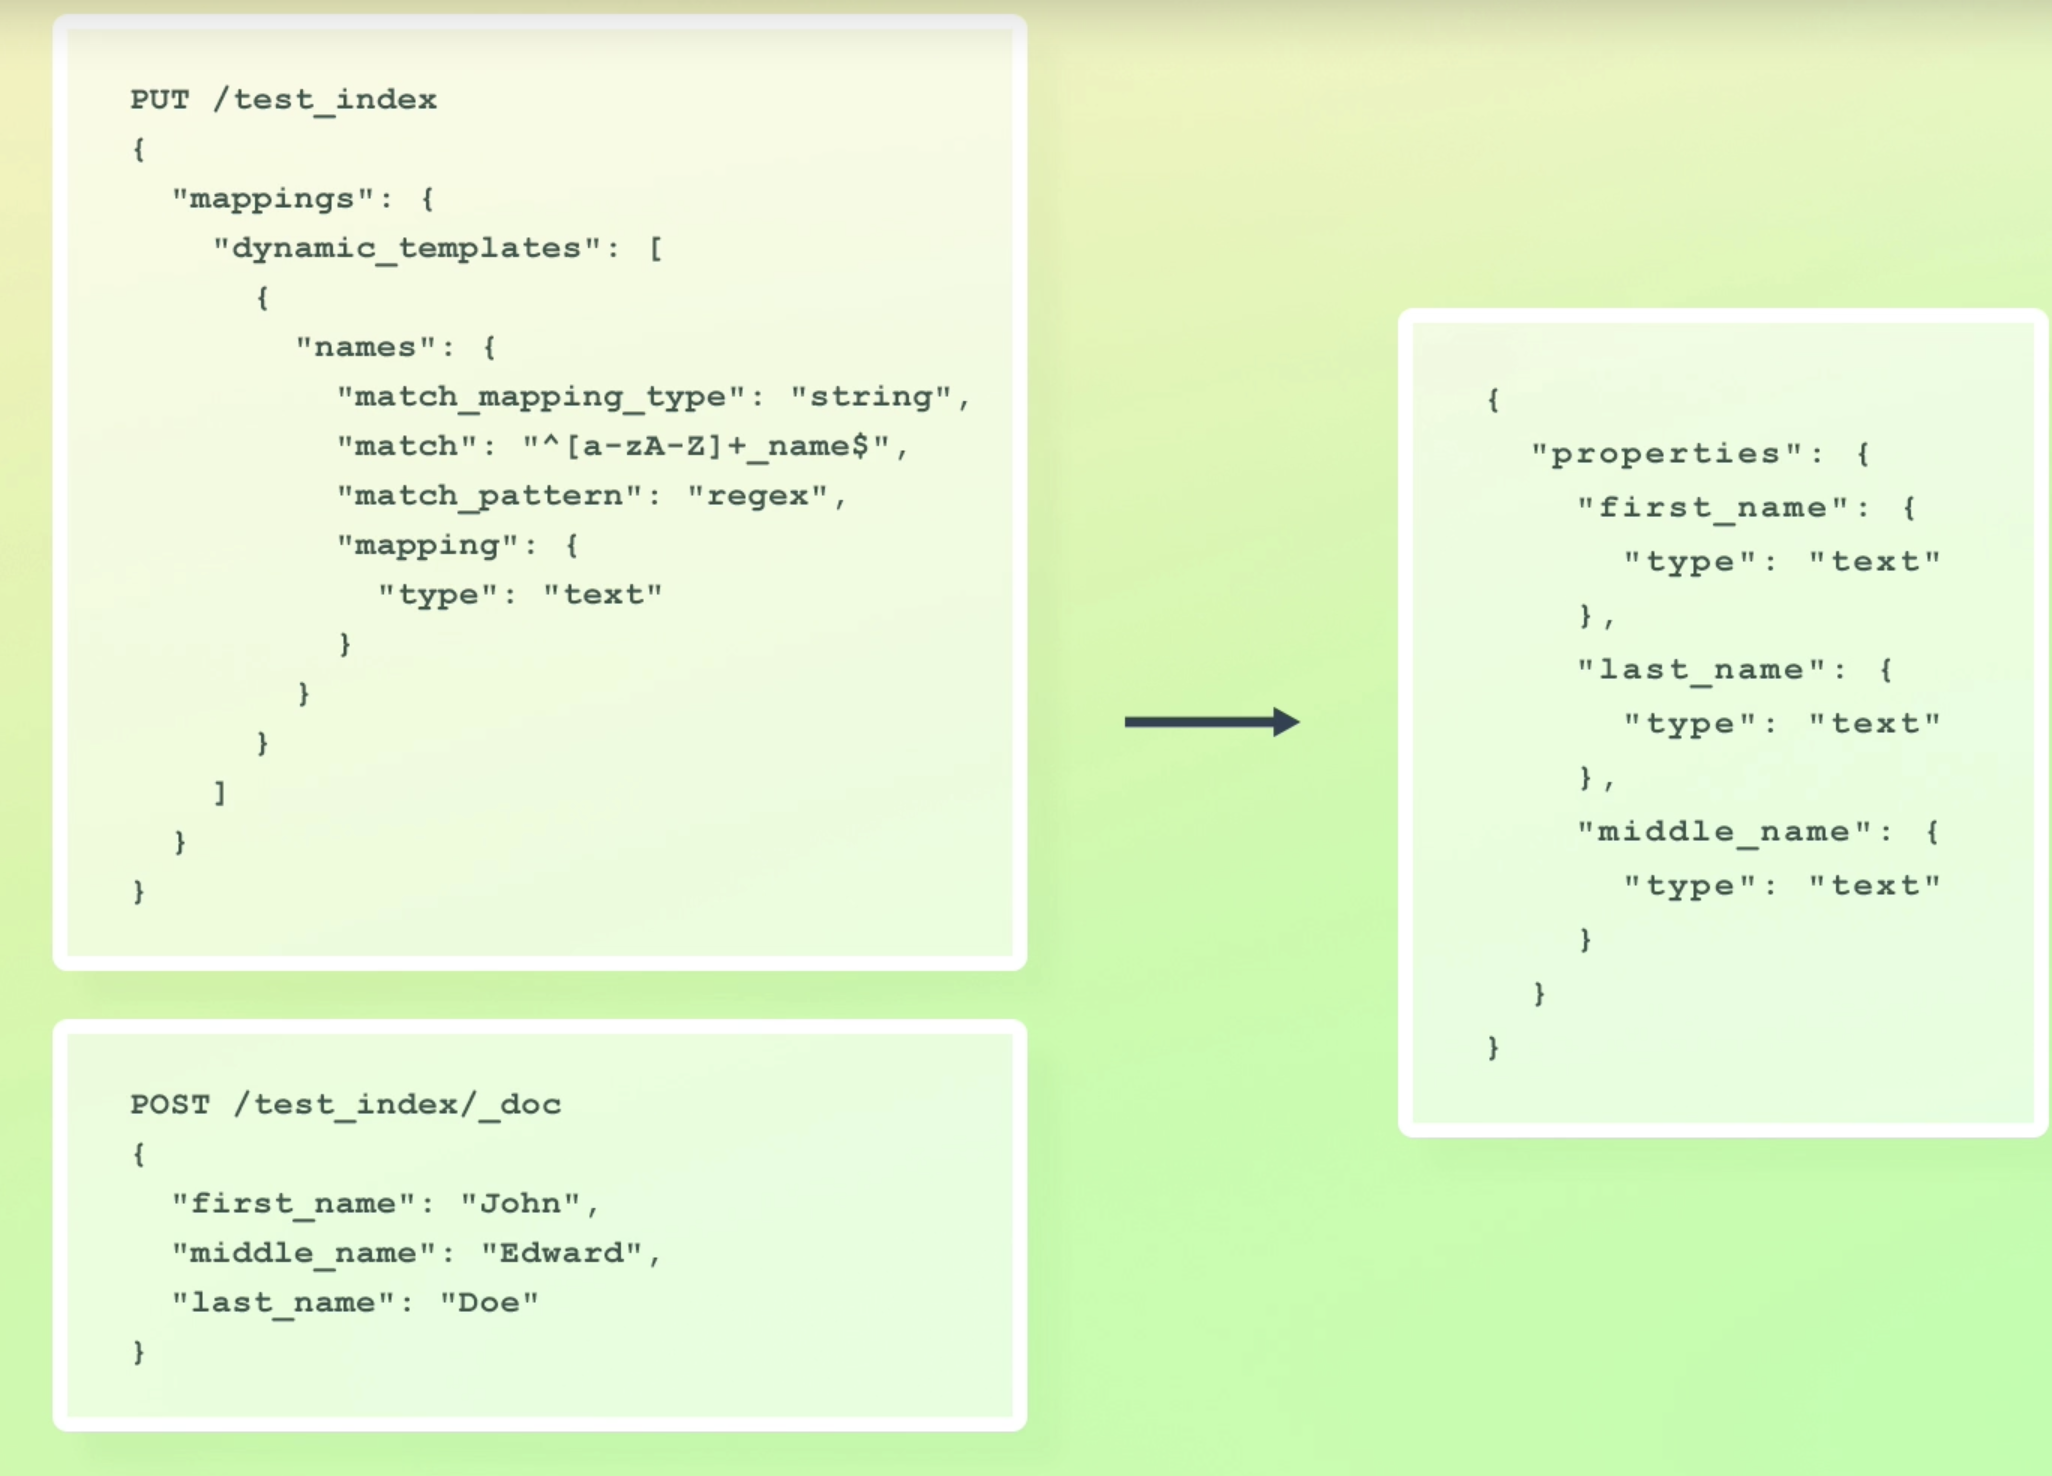 PUT /test_index
{
  "mappings": {
    "dynamic_templates": [
      {
        "names": {
          "match_mapping_type": "string",
          "match": "^[a-zA-Z]+_name$",
          "match_pattern": "regex",
          "mapping": {
            "type": "text"
          }
        }
      }
    ]
  }
}
POST /test_index/_doc
{
  "first_name": "John",
  "middle_name": "Edward",
  "last_name": "Doe"
}
{
  "properties": {
    "first_name": {
      "type": "text"
    },
    "last_name": {
      "type": "text"
    },
    "middle_name": {
      "type": "text"
    }
  }
}